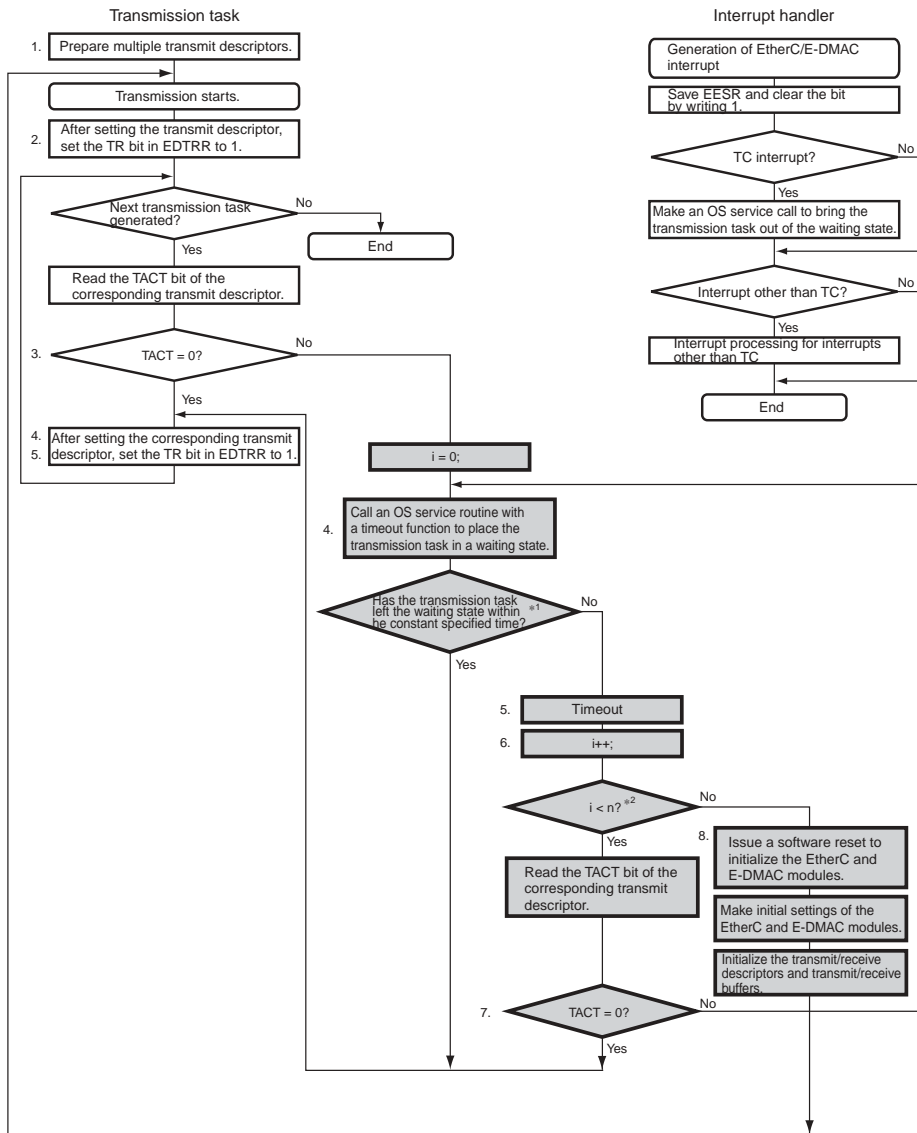 Transmission task
1. Prepare multiple transmit descriptors.
Transmission starts.
2. After setting the transmit descriptor,
set the TR bit in EDTRR to 1.
Next transmission task
generated?
No
End
Yes
Read the TACT bit of the
corresponding transmit descriptor.
3. TACT = 0?
No
Yes
4. After setting the corresponding transmit
5. descriptor, set the TR bit in EDTRR to 1.
i = 0;
4. Call an OS service routine with
a timeout function to place the
transmission task in a waiting state.
Has the transmission task
left the waiting state within *1
he constant specified time?
No
Yes
5. Timeout
6. i++;
i < n? *2
No
Yes
Read the TACT bit of the
corresponding transmit
descriptor.
7. TACT = 0?
No
Yes
8. Issue a software reset to
initialize the EtherC and
E-DMAC modules.
Make initial settings of the
EtherC and E-DMAC modules.
Initialize the transmit/receive
descriptors and transmit/receive
buffers.
Interrupt handler
Generation of EtherC/E-DMAC
interrupt
Save EESR and clear the bit
by writing 1.
TC interrupt?
No
Yes
Make an OS service call to bring the
transmission task out of the waiting state.
Interrupt other than TC?
No
Yes
Interrupt processing for interrupts
other than TC
End